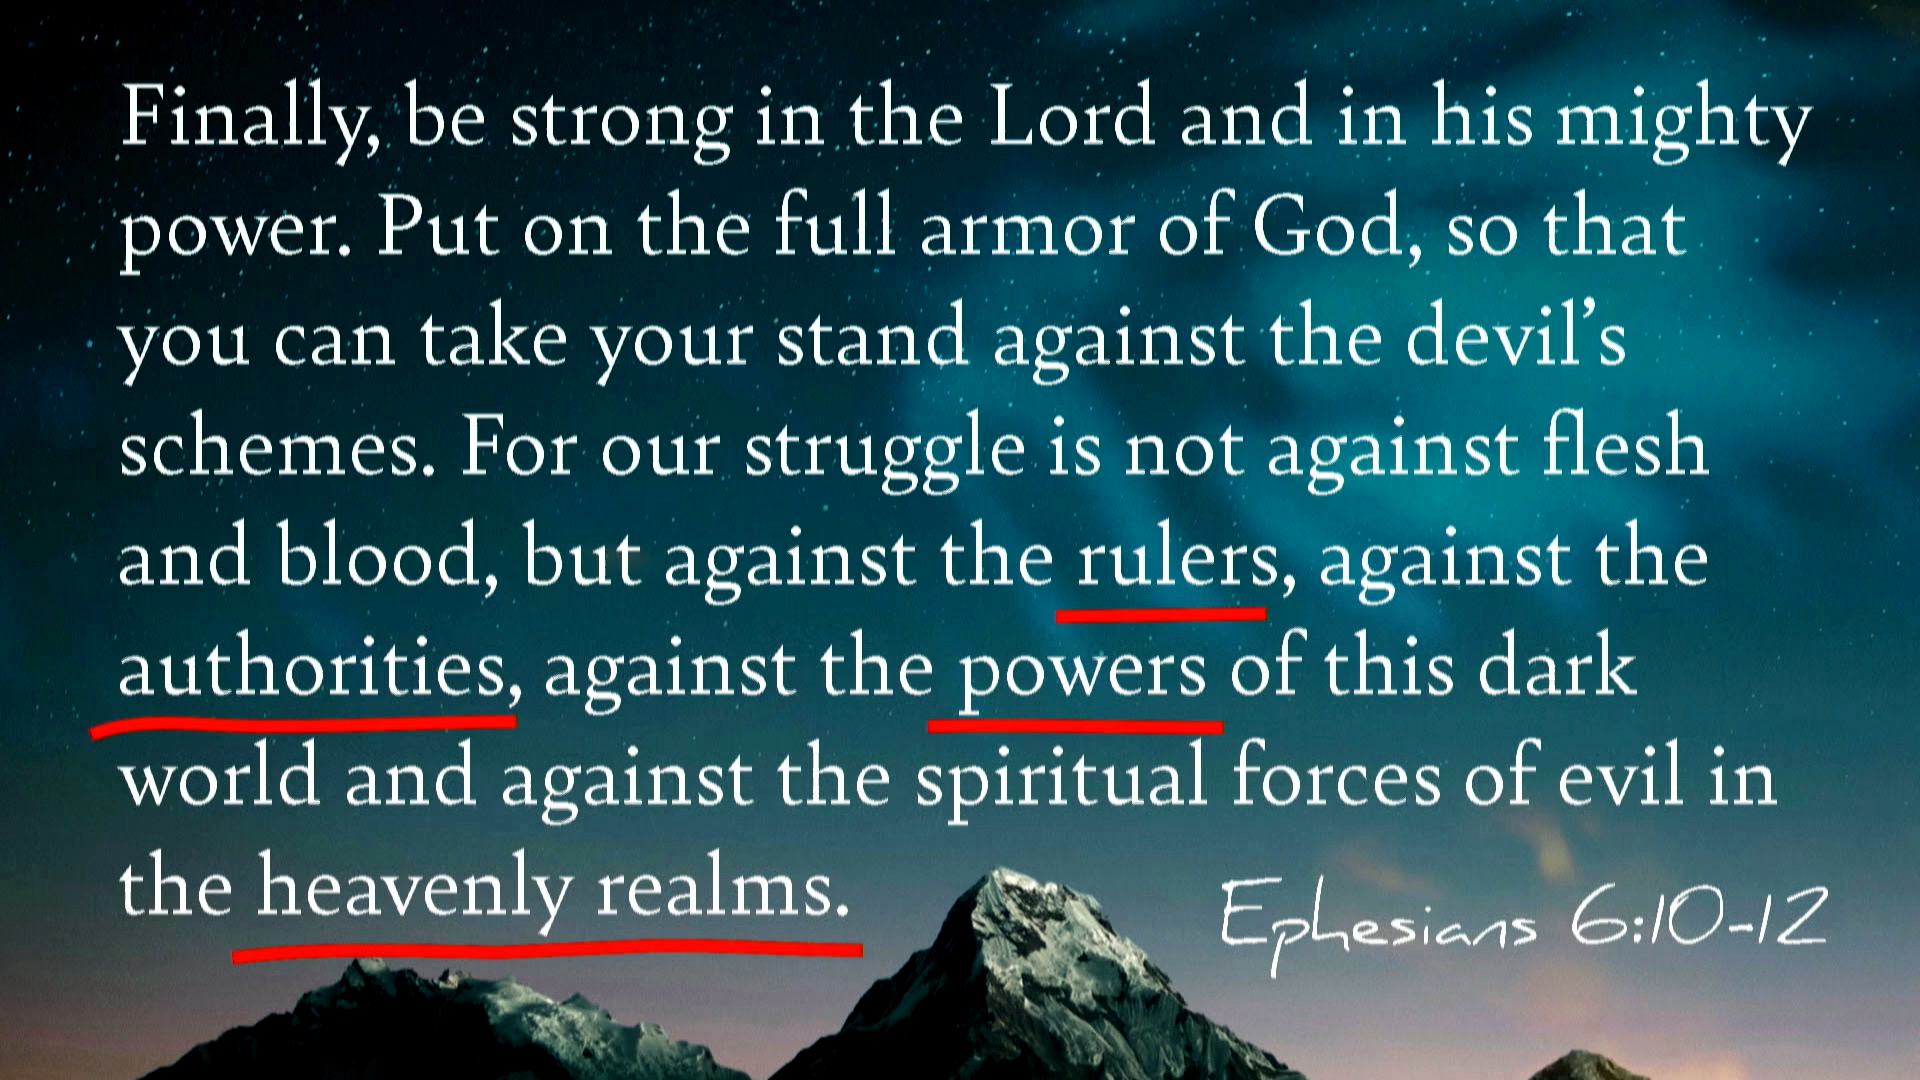 Finally, be strong in the Lord and in his mighty
power. Put on the full armor of God, so that
you can take your stand against the devil’s
schemes. For our struggle is not against flesh
and blood, but against the rulers, against the
authorities, against the powers of this dark
world and against the spiritual forces of evil in
the heavenly realms.
Ephesians 6:10-12